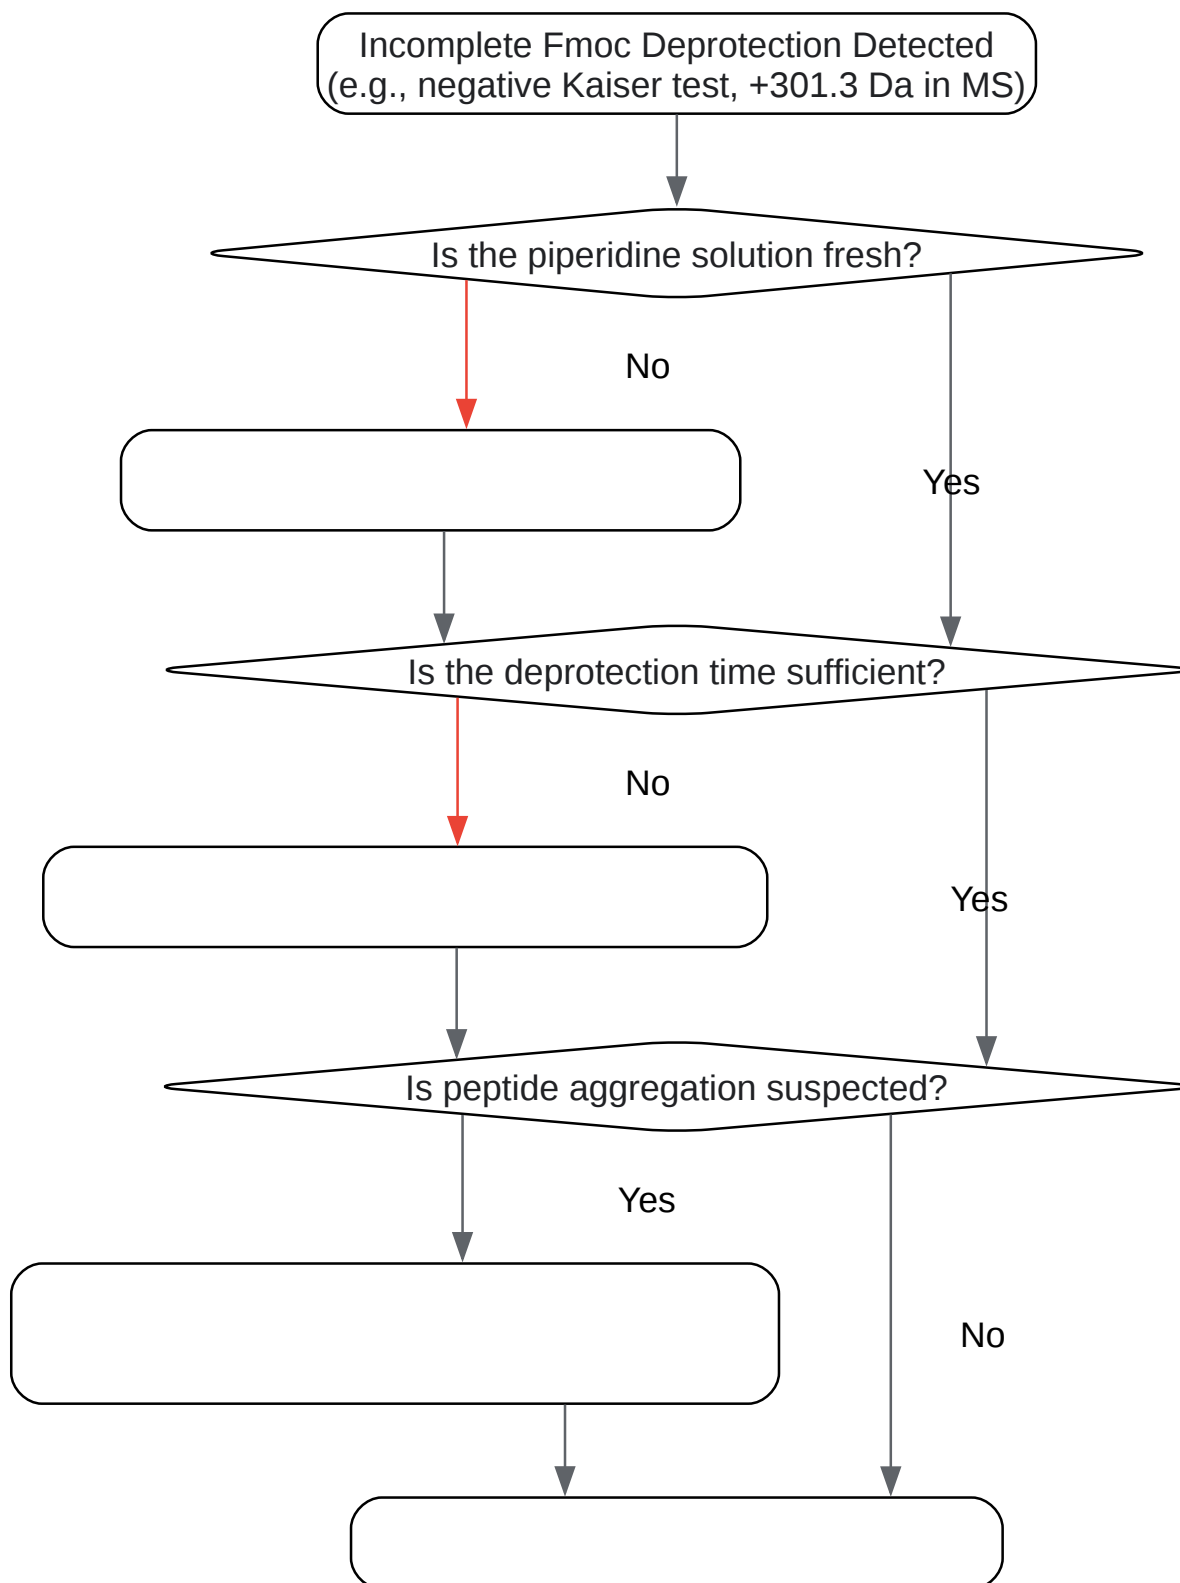 Incomplete Fmoc Deprotection Detected
(e.g., negative Kaiser test, +301.3 Da in MS)
Is the piperidine solution fresh?
No
Yes
Is the deprotection time sufficient?
No
Yes
Is peptide aggregation suspected?
Yes
No